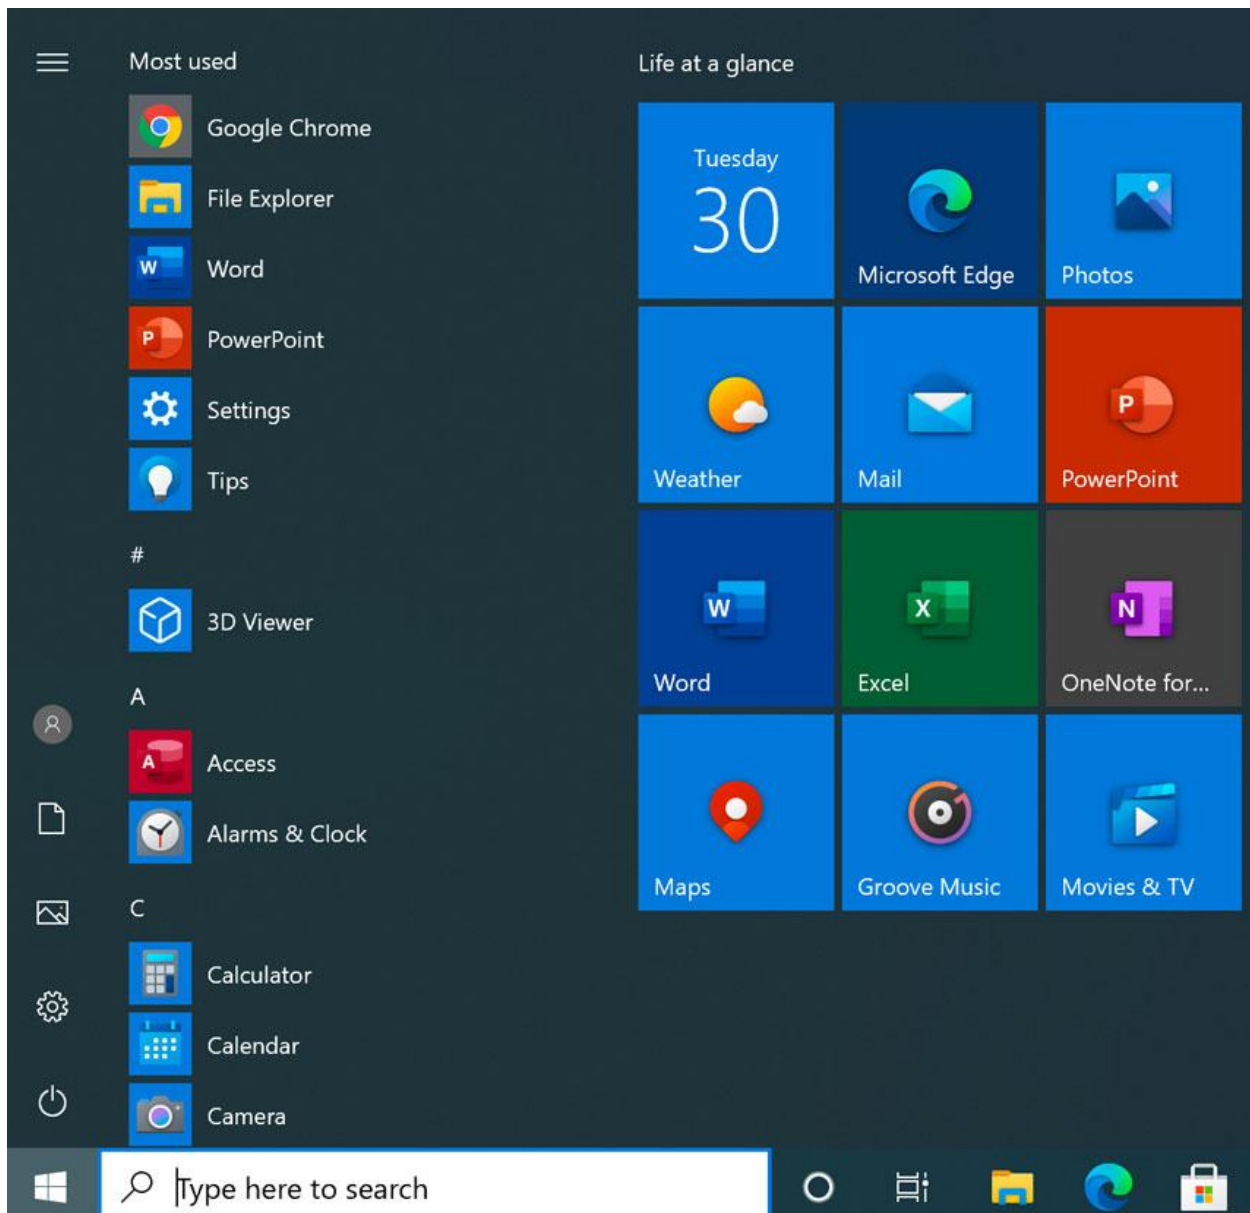 Most used
Google Chrome
File Explorer
W
Word
P
PowerPoint
Settings
Tips
#
3D Viewer
A
A
Access
Alarms & Clock
C
Calculator
Calendar
Camera
Life at a glance
Tuesday
30
Microsoft Edge
Photos
Weather
Mail
P
PowerPoint
W
Word
X
Excel
N
OneNote for...
Maps
Groove Music
Movies & TV
Type here to search